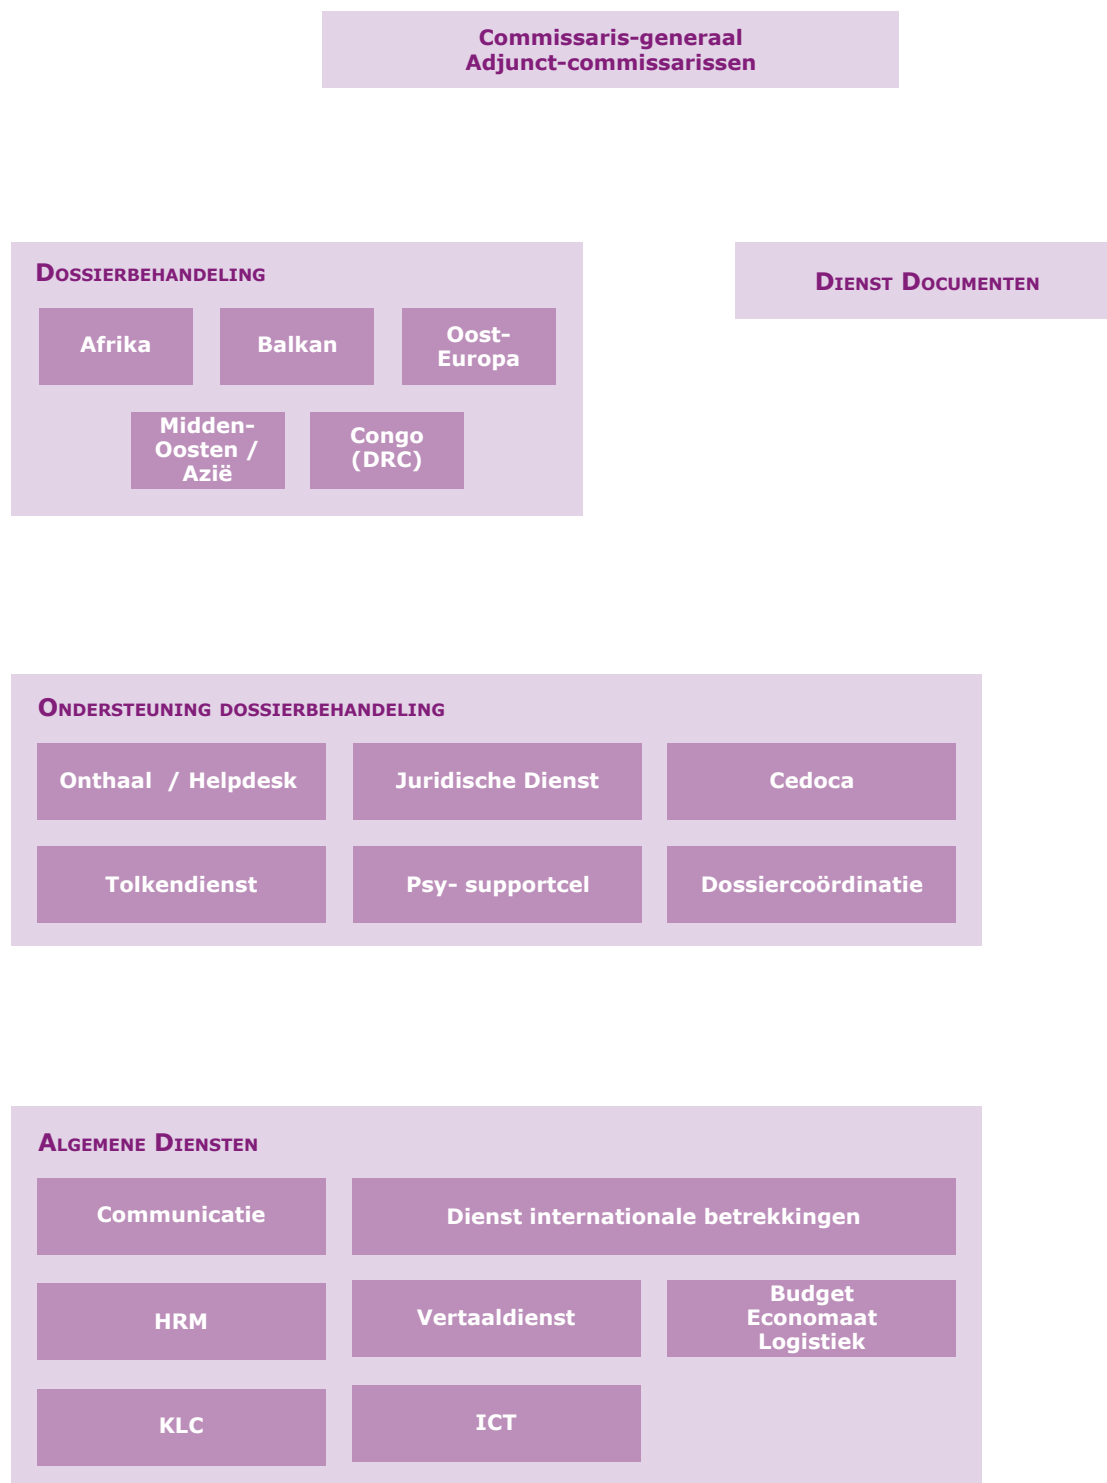 Commissaris-generaal
Adjunct-commissarissen
Dossierbehandeling
Afrika
Balkan
Oost-
Europa
Midden-
Oosten /
Azië
Congo
(DRC)
Dienst Documenten
Ondersteuning dossierbehandeling
Onthaal / Helpdesk
Juridische Dienst
Cedoca
Tolkendienst
Psy- supportcel
Dossiercoördinatie
Algemene Diensten
Communicatie
Dienst internationale betrekkingen
HRM
Vertaaldienst
Budget
Economaat
Logistiek
KLC
ICT